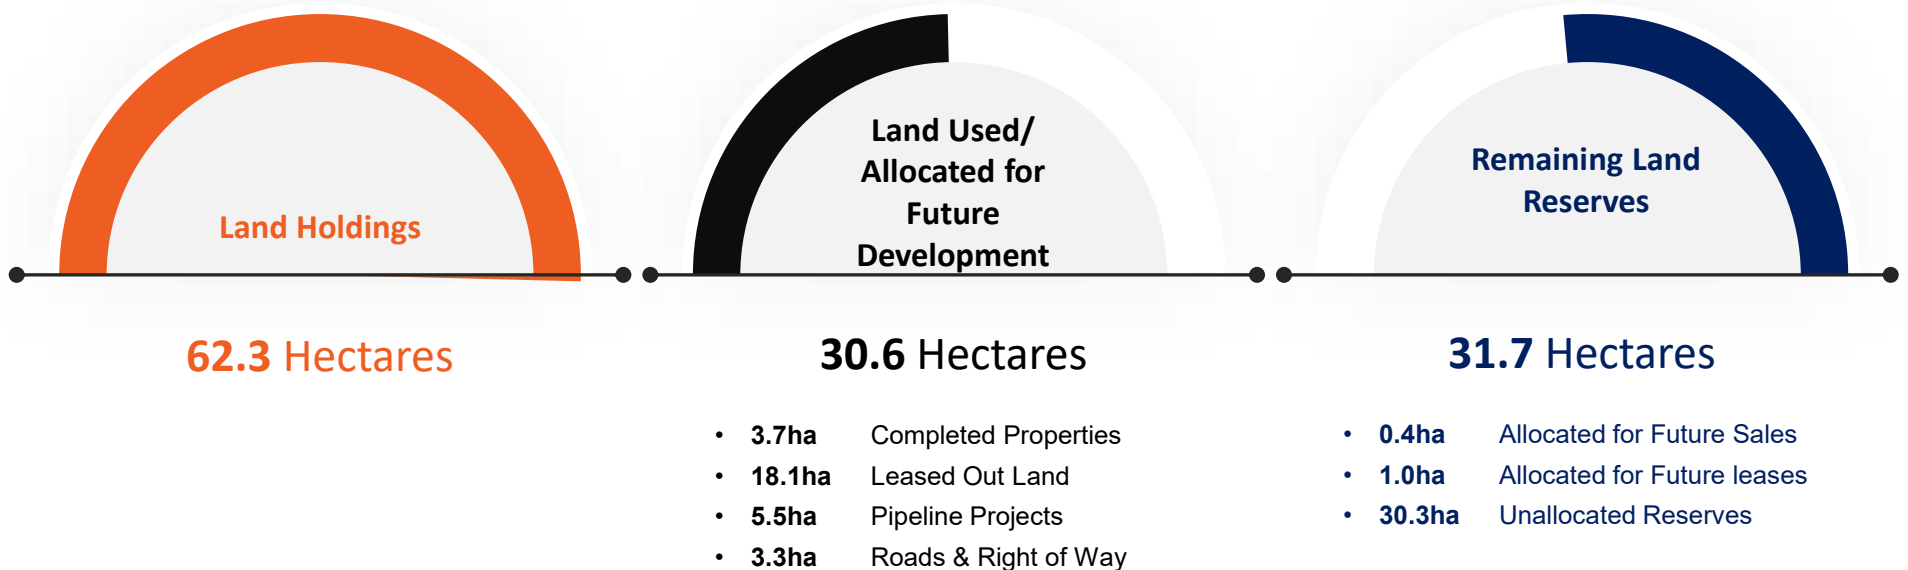 Land Holdings
62.3 Hectares
Land Used/
Allocated for
Future
Development
30.6 Hectares
• 3.7ha Completed Properties
• 18.1ha Leased Out Land
• 5.5ha Pipeline Projects
• 3.3ha Roads & Right of Way
Remaining Land
Reserves
31.7 Hectares
• 0.4ha Allocated for Future Sales
• 1.0ha Allocated for Future leases
• 30.3ha Unallocated Reserves